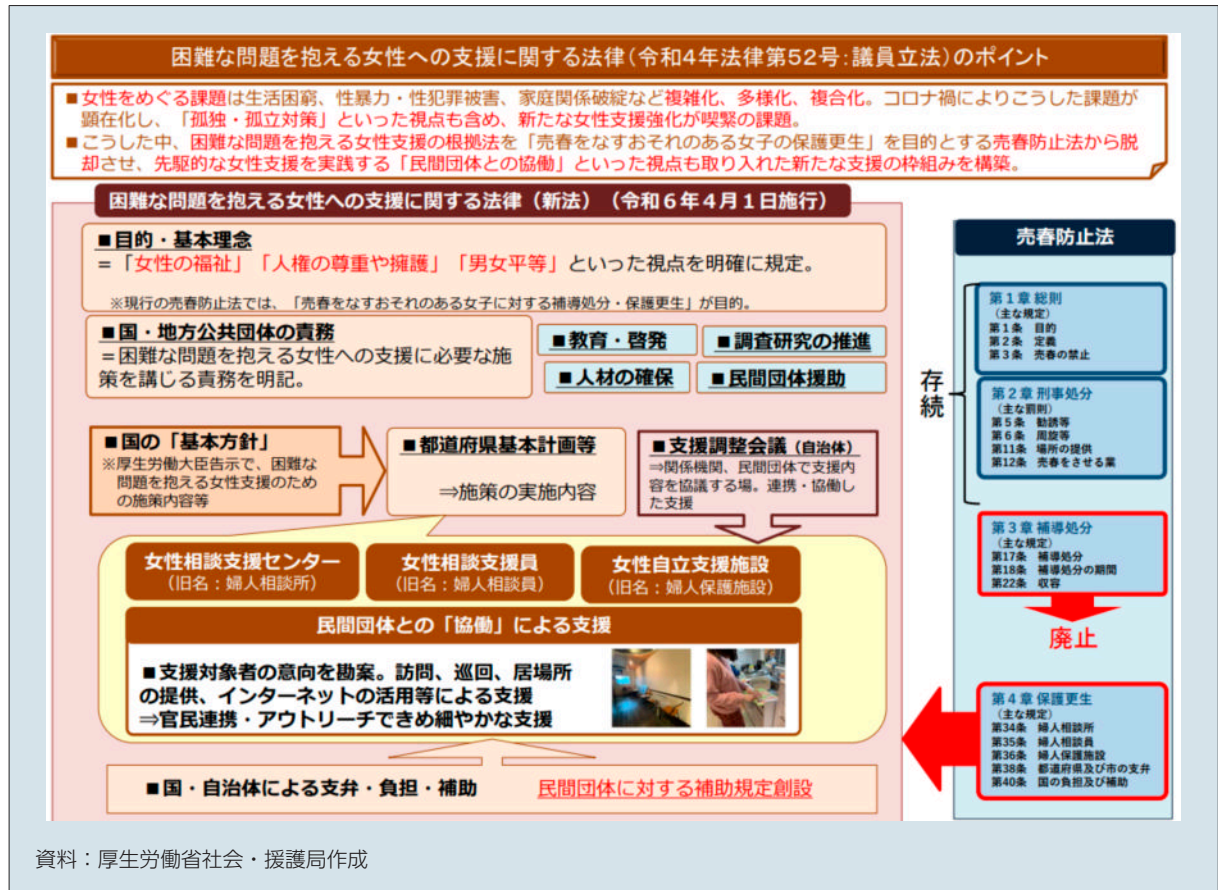 困難な問題を抱える女性への支援に関する法律(令和4年法律第52号:議員立法)のポイント
■女性をめぐる課題は生活困窮、性暴力・性犯罪被害、家庭関係破綻など複雑化、多様化、複合化。コロナ禍によりこうした課題が
顕在化し、「孤独・孤立対策」といった視点も含め、新たな女性支援強化が喫緊の課題。
■こうした中、困難な問題を抱える女性支援の根拠法を「売春をなすおそれのある女子の保護更生」を目的とする売春防止法から脱
却させ、先駆的な女性支援を実践する「民間団体との協働」といった視点も取り入れた新たな支援の枠組みを構築。
困難な問題を抱える女性への支援に関する法律(新法)(令和6年4月1日施行)
■目的・基本理念
=「女性の福祉」「人権の尊重や擁護」「男女平等」といった視点を明確に規定。
※現行の売春防止法では、「売春をなすおそれのある女子に対する補導処分・保護更生」が目的。
■国・地方公共団体の責務
=困難な問題を抱える女性への支援に必要な施
策を講じる責務を明記。
■教育・啓発
■調査研究の推進
■人材の確保
■民間団体援助
■国の「基本方針」
※厚生労働大臣告示で、困難な
問題を抱える女性支援のため
の施策内容等
■都道府県基本計画等
⇒施策の実施内容
■支援調整会議(自治体)
⇒関係機関、民間団体で支援内
容を協議する場。連携・協働し
た支援
女性相談支援センター
(旧名:婦人相談所)
女性相談支援員
(旧名:婦人相談員)
女性自立支援施設
(旧名:婦人保護施設)
民間団体との「協働」による支援
■支援対象者の意向を勘案。訪問、巡回、居場所
の提供、インターネットの活用等による支援
⇒官民連携・アウトリーチできめ細やかな支援
■国・自治体による支弁・負担・補助 民間団体に対する補助規定創設
売春防止法
第1章 総則
(主な規定)
第1条 目的
第2条 定義
第3条 売春の禁止
第2章 刑事処分
(主な罰則)
第5条 勧誘等
第6条 周旋等
第11条 場所の提供
第12条 売春をさせる業
存続
第3章 補導処分
(主な規定)
第17条 補導処分
第18条 補導処分の期間
第22条 収容
廃止
第4章 保護更生
(主な規定)
第34条 婦人相談所
第35条 婦人相談員
第36条 婦人保護施設
第38条 都道府県及び市の支弁
第40条 国の負担及び補助
資料:厚生労働省社会・援護局作成